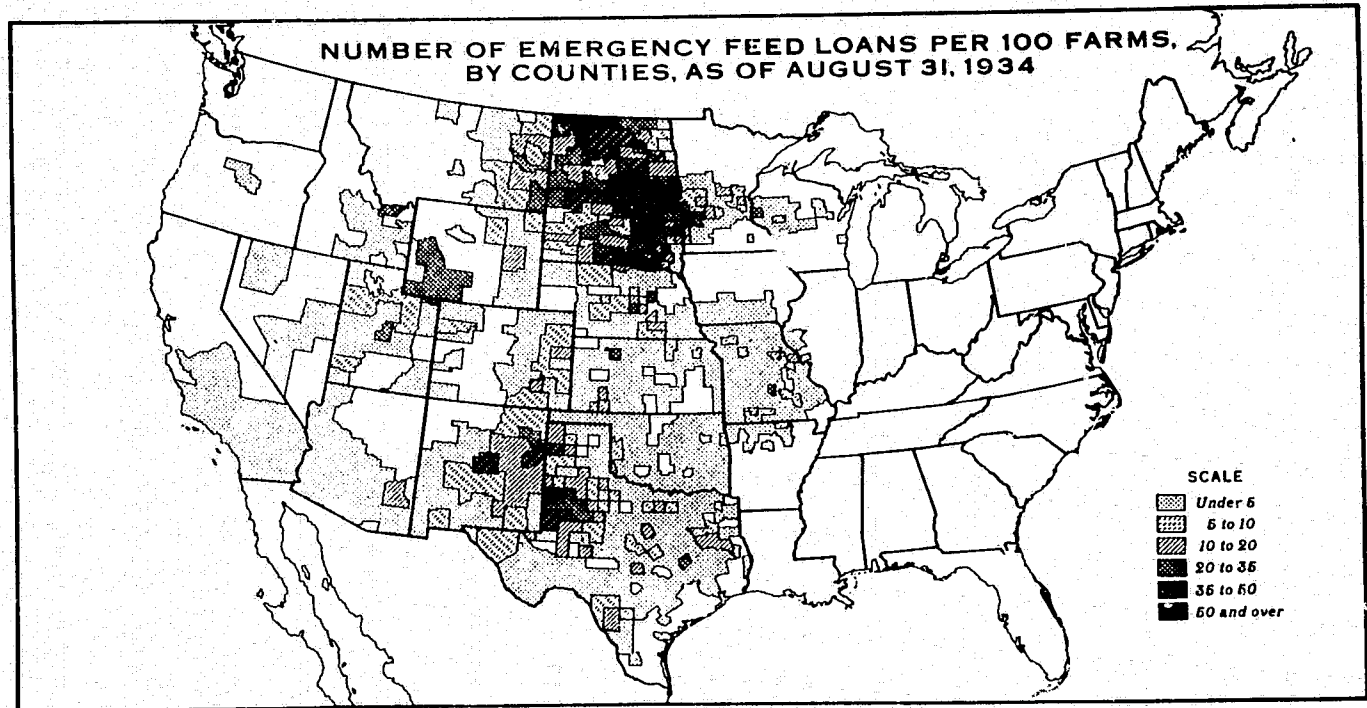 NUMBER OF EMERGENCY FEED LOANS PER 100 FARMS,
BY COUNTIES, AS OF AUGUST 31, 1934
SCALE
Under 5
5 to 10
10 to 20
20 to 35
35 to 50
50 and over